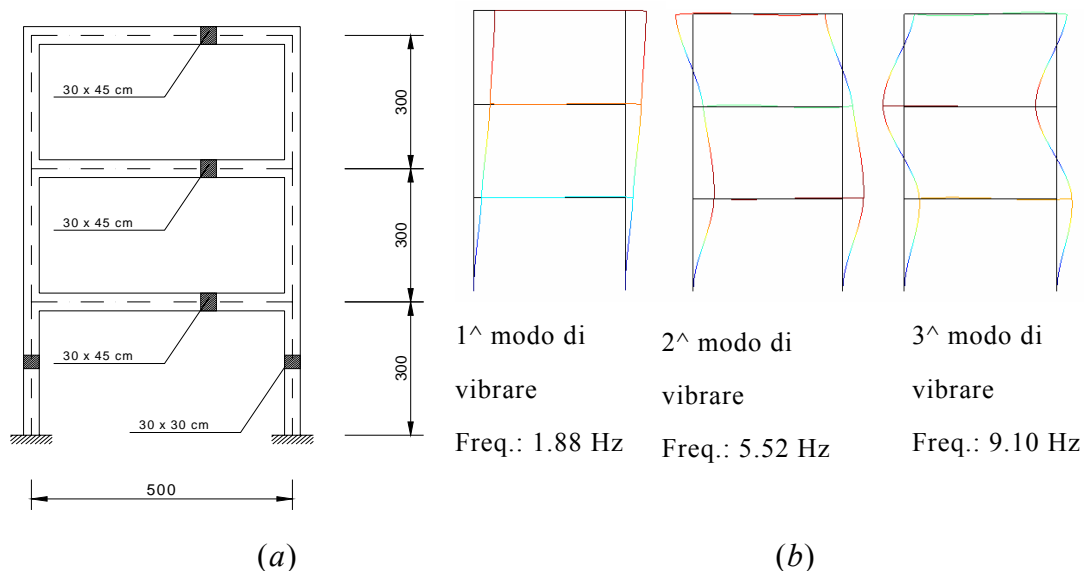 30 x 45 cm
300
30 x 45 cm
300
30 x 45 cm
300
30 x 30 cm
500
(a)
1^ modo di
vibrare
Freq.: 1.88 Hz
2^ modo di
vibrare
Freq.: 5.52 Hz
3^ modo di
vibrare
Freq.: 9.10 Hz
(b)